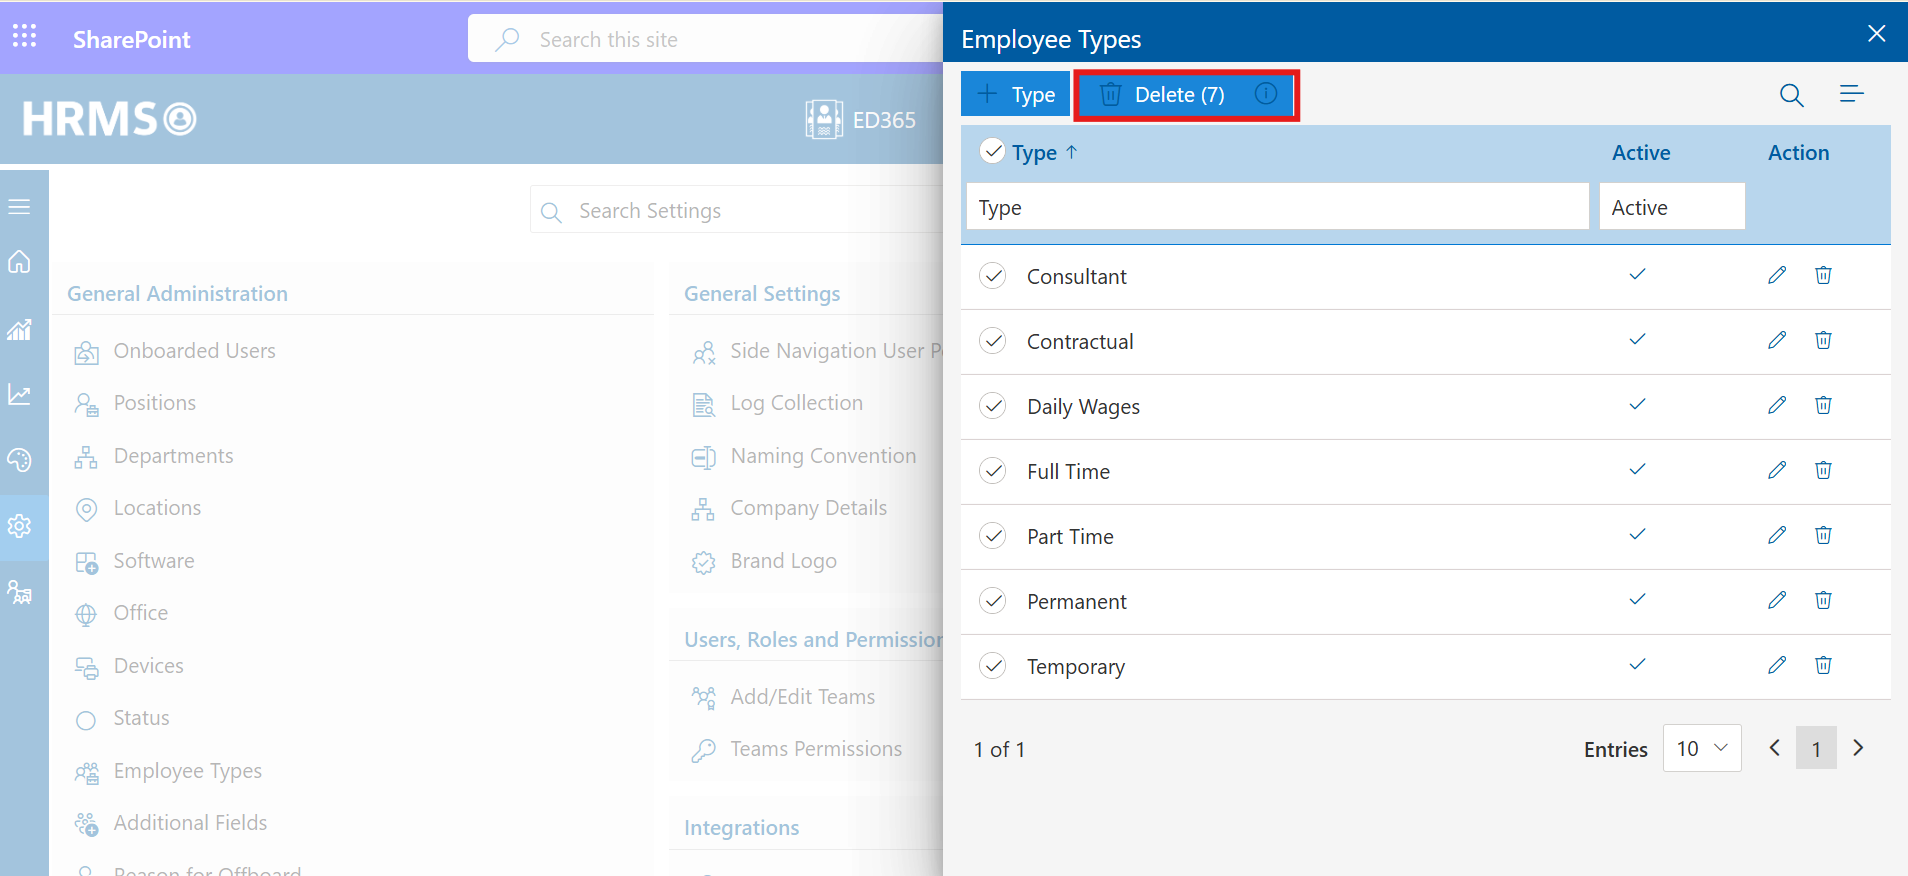 SharePoint
Search this site
HRMS
ED365
Search Settings
General Administration
Onboarded Users
Positions
Departments
Locations
Software
Office
Devices
Status
Employee Types
Additional Fields
Reason for Offboard
General Settings
Side Navigation User
Log Collection
Naming Convention
Company Details
Brand Logo
Users, Roles and Permission
Add/Edit Teams
Teams Permissions
Integrations
Employee Types
Type
Delete (7)
Type Active Action
Type Active
Consultant
Contractual
Daily Wages
Full Time
Part Time
Permanent
Temporary
1 of 1 Entries 10 1